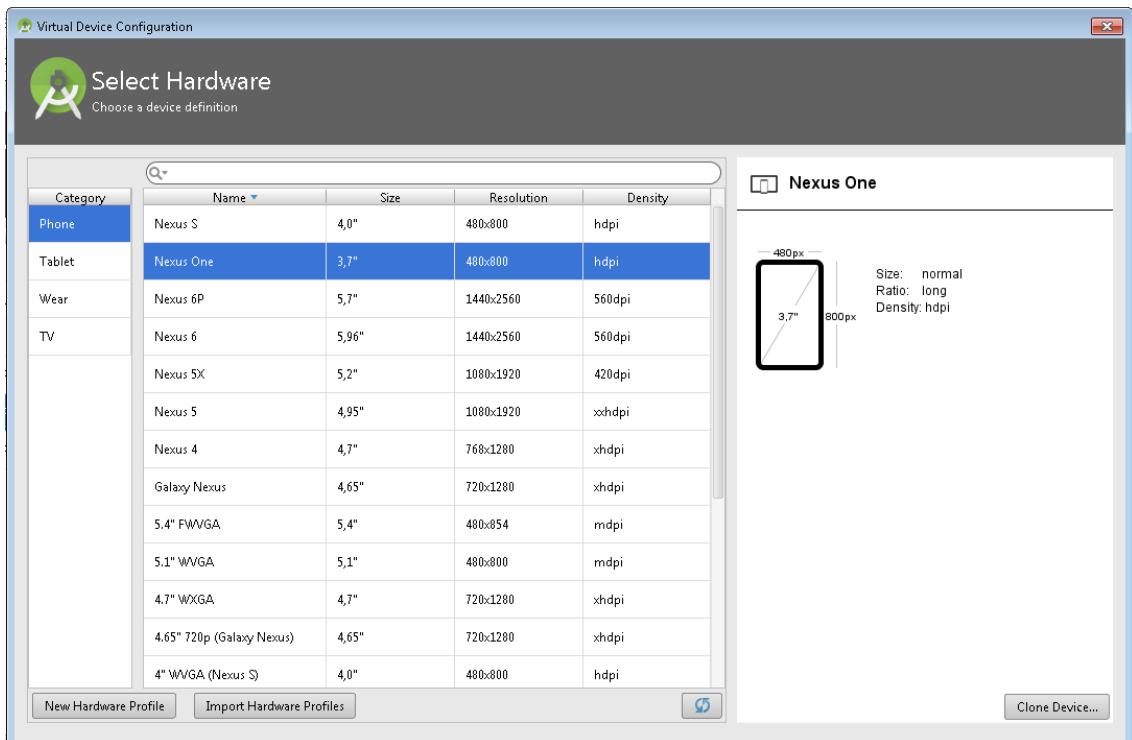 Virtual Device Configuration
Select Hardware
Choose a device definition
Category
Phone
Tablet
Wear
TV
Name Size Resolution Density
Nexus S 4,0" 480x800 hdpi
Nexus One 3,7" 480x800 hdpi
Nexus 6P 5,7" 1440x2560 560dpi
Nexus 6 5,96" 1440x2560 560dpi
Nexus 5X 5,2" 1080x1920 420dpi
Nexus 5 4,95" 1080x1920 xxhdpi
Nexus 4 4,7" 768x1280 xhdpi
Galaxy Nexus 4,65" 720x1280 xhdpi
5.4" FWVGA 5,4" 480x854 mdpi
5.1" WVGA 5,1" 480x800 mdpi
4.7" WXGA 4,7" 720x1280 xhdpi
4.65" 720p (Galaxy Nexus) 4,65" 720x1280 xhdpi
4" WVGA (Nexus S) 4,0" 480x800 hdpi
New Hardware Profile Import Hardware Profiles
Nexus One
480px
3,7"
800px
Size: normal
Ratio: long
Density: hdpi
Clone Device...